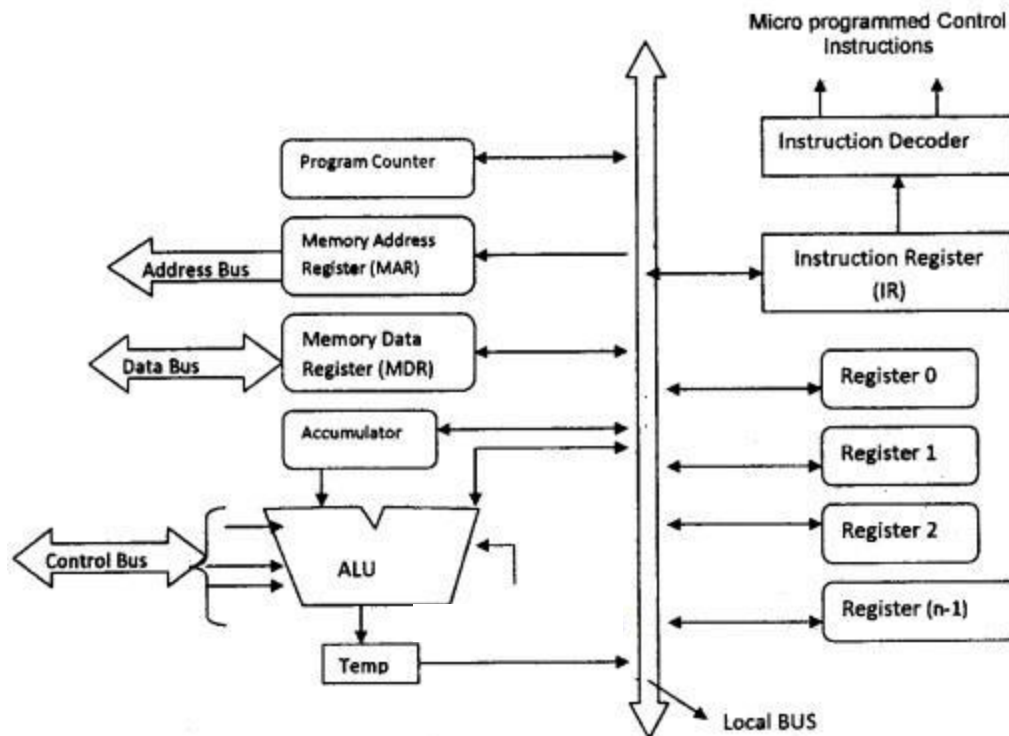 Micro programmed Control
Instructions
Instruction Decoder
Program Counter
Memory Address
Register (MAR)
Address Bus
Instruction Register
(IR)
Memory Data
Register (MDR)
Data Bus
Register 0
Accumulator
Register 1
Register 2
Control Bus
ALU
Register (n-1)
Temp
Local BUS